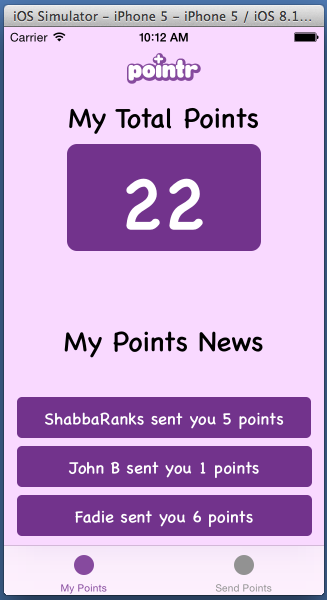 iOS Simulator – iPhone 5 – iPhone 5 / iOS 8.1...
Carrier 10:12 AM
pointr
My Total Points
22
My Points News
ShabbaRanks sent you 5 points
John B sent you 1 points
Fadie sent you 6 points
My Points Send Points